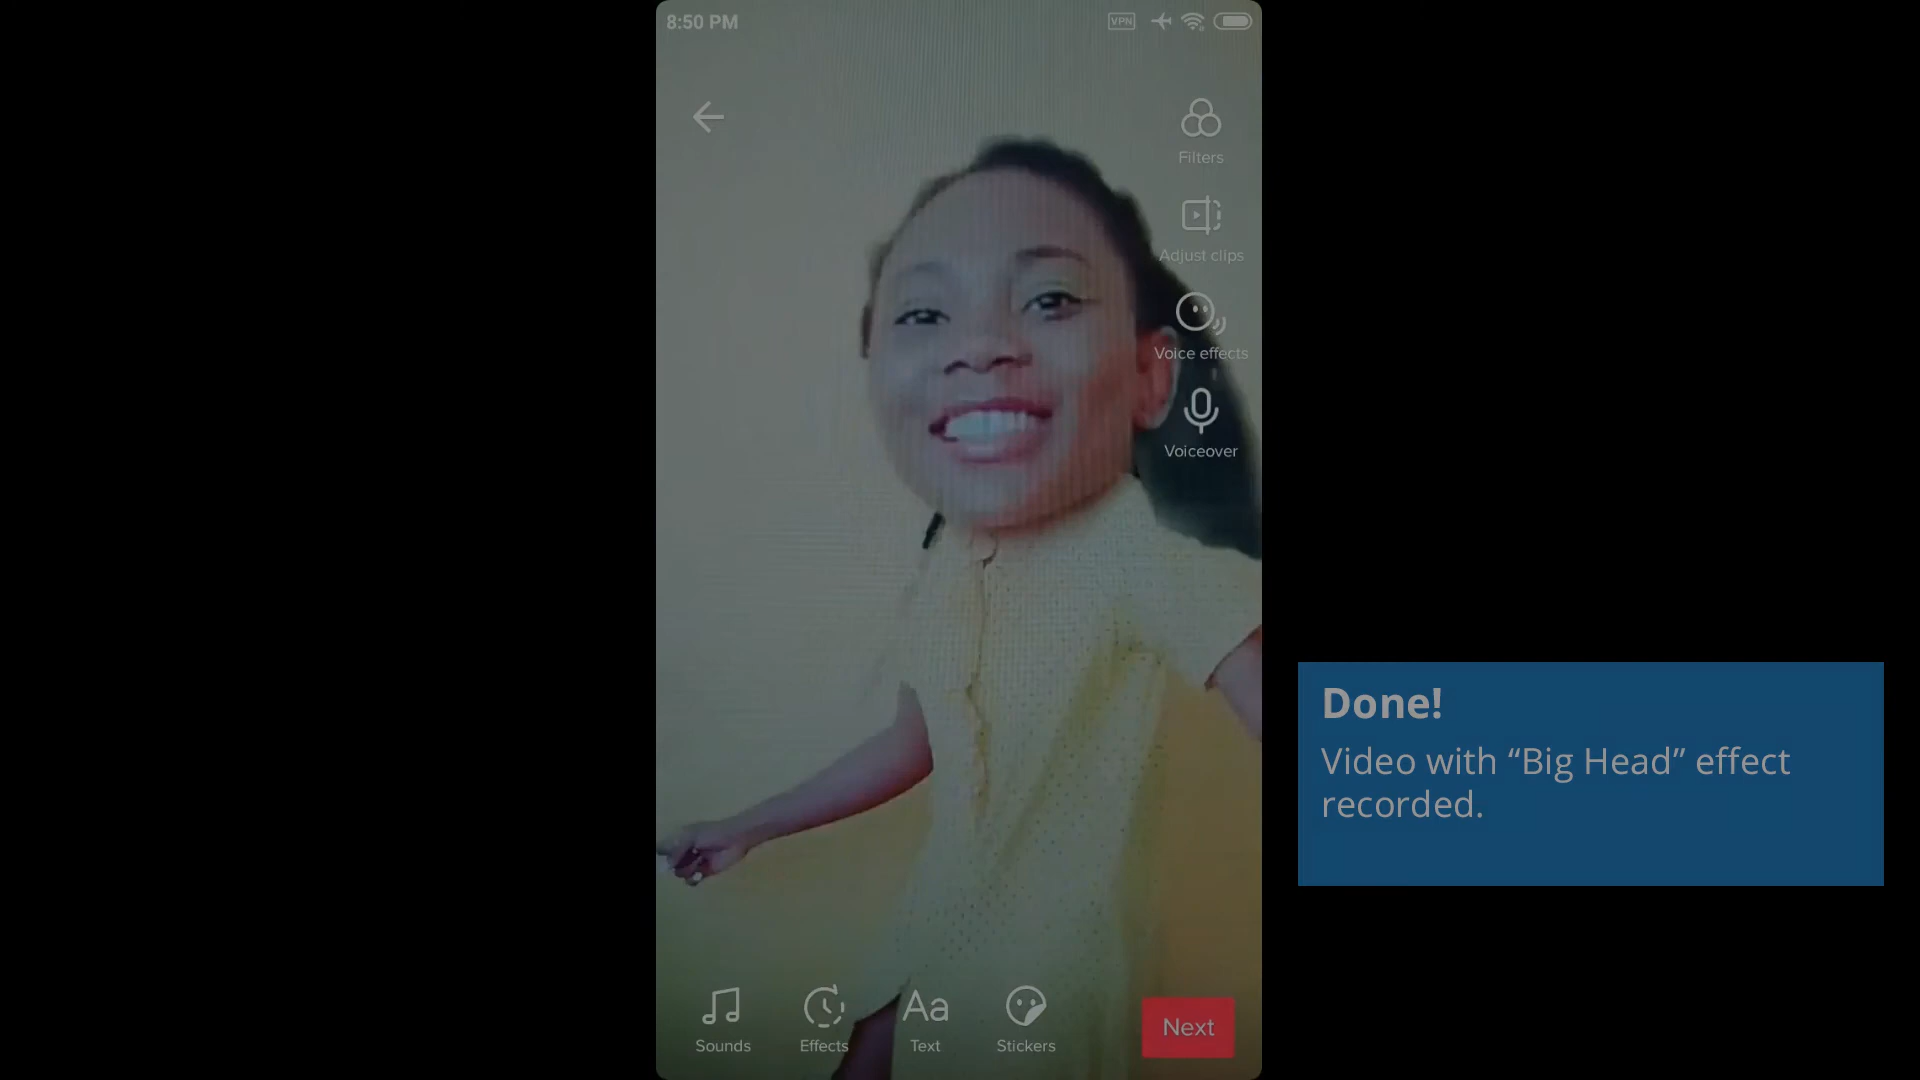 8:50 PM
VPN
Filters
Adjust clips
Voice effects
Voiceover
Done!
Video with “Big Head” effect
recorded.
Aa
Sounds
Effects
Text
Stickers
Next